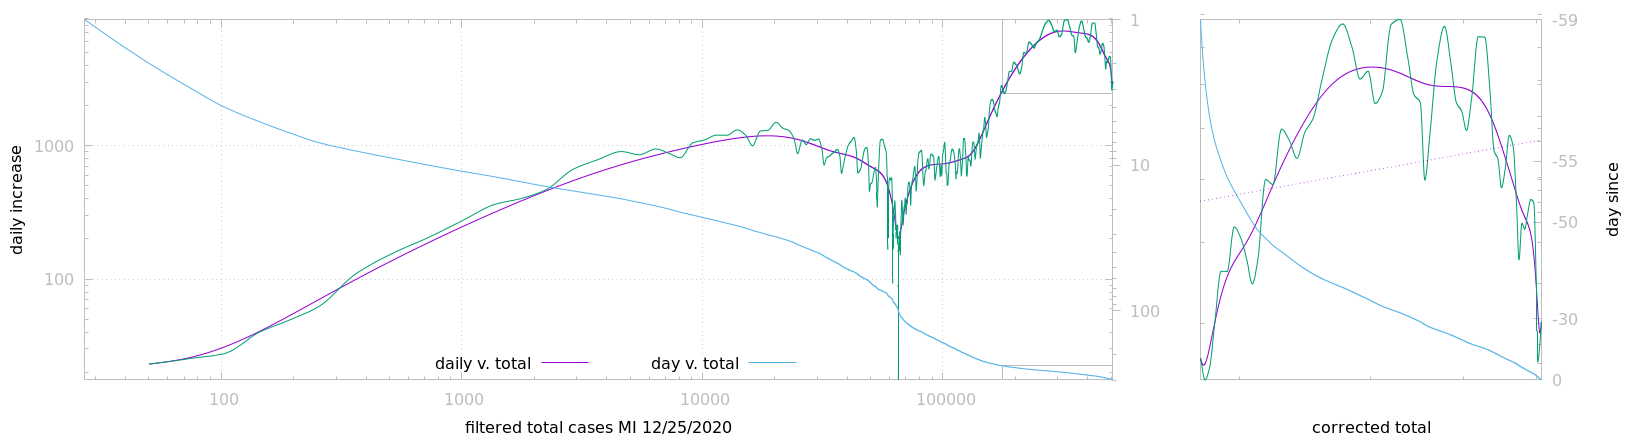 daily increase
1000
100
daily v. total
day v. total
100
1000
10000
100000
filtered total cases MI 12/25/2020
1
10
100
-59
-55
-50
-30
0
day since
corrected total